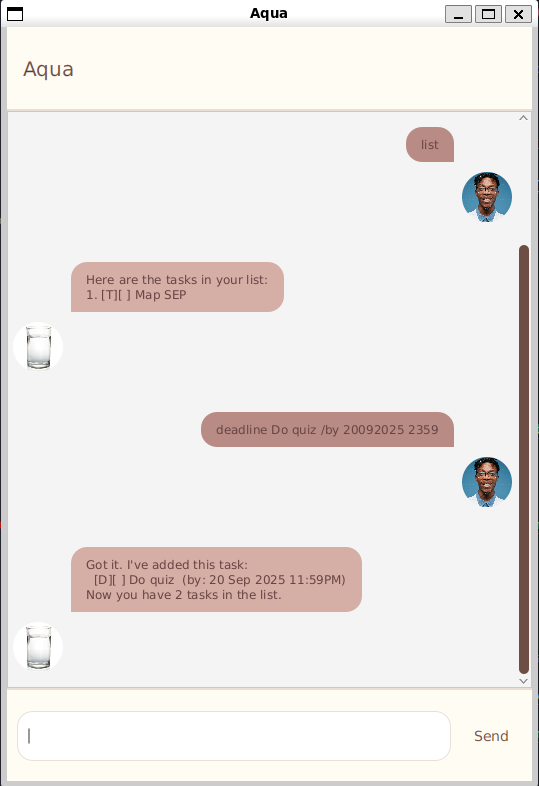 Aqua
Aqua
list
Here are the tasks in your list:
1. [T][ ] Map SEP
deadline Do quiz /by 20092025 2359
Got it. I've added this task:
[D][ ] Do quiz  (by: 20 Sep 2025 11:59PM)
Now you have 2 tasks in the list.
Send